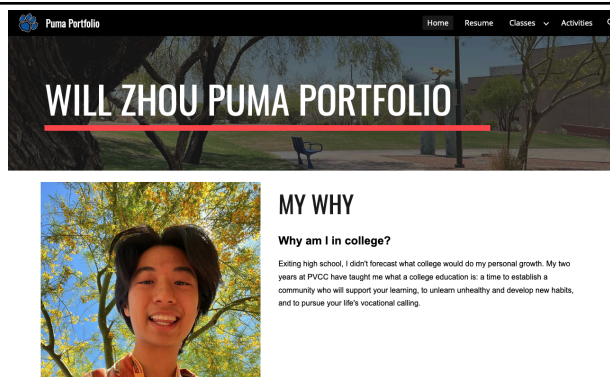 Puma Portfolio
Home Resume Classes Activities
WILL ZHOU PUMA PORTFOLIO
MY WHY
Why am I in college?
Exiting high school, I didn't forecast what college would do my personal growth. My two
years at PVCC have taught me what a college education is: a time to establish a
community who will support your learning, to unlearn unhealthy and develop new habits,
and to pursue your life's vocational calling.